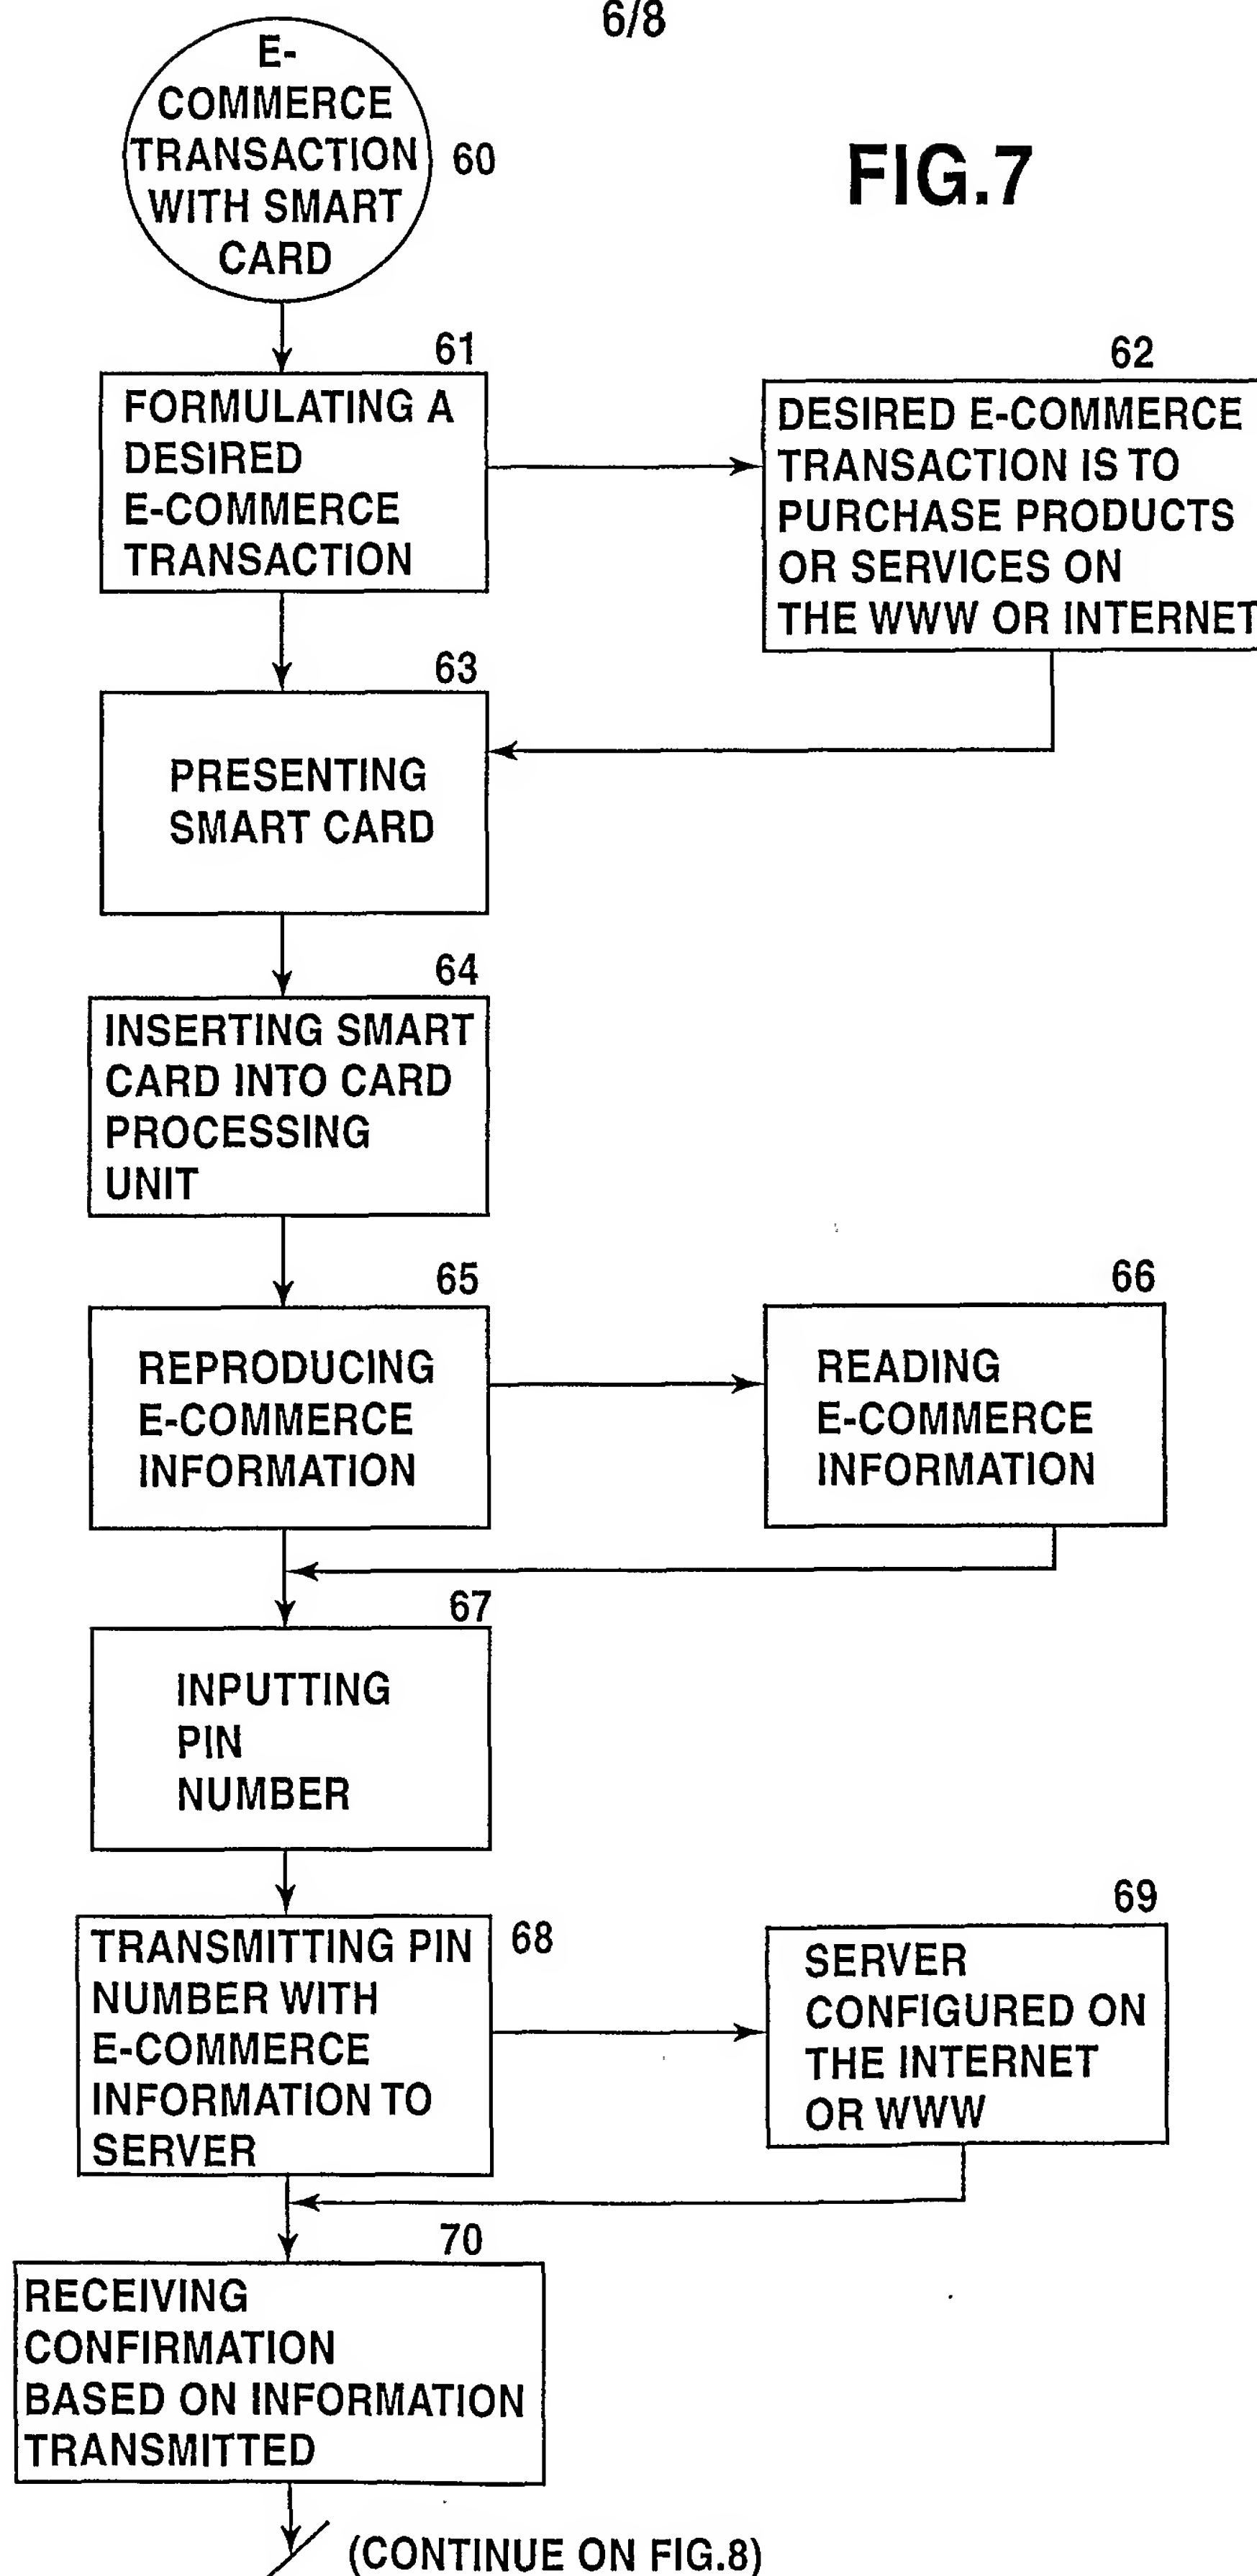 6/8
FIG.7
E-
COMMERCE
TRANSACTION
WITH SMART
CARD
60
61
FORMULATING A
DESIRED
E-COMMERCE
TRANSACTION
62
DESIRED E-COMMERCE
TRANSACTION IS TO
PURCHASE PRODUCTS
OR SERVICES ON
THE WWW OR INTERNET
63
PRESENTING
SMART CARD
64
INSERTING SMART
CARD INTO CARD
PROCESSING
UNIT
65
REPRODUCING
E-COMMERCE
INFORMATION
66
READING
E-COMMERCE
INFORMATION
67
INPUTTING
PIN
NUMBER
68
TRANSMITTING PIN
NUMBER WITH
E-COMMERCE
INFORMATION TO
SERVER
69
SERVER
CONFIGURED ON
THE INTERNET
OR WWW
70
RECEIVING
CONFIRMATION
BASED ON INFORMATION
TRANSMITTED
(CONTINUE ON FIG.8)